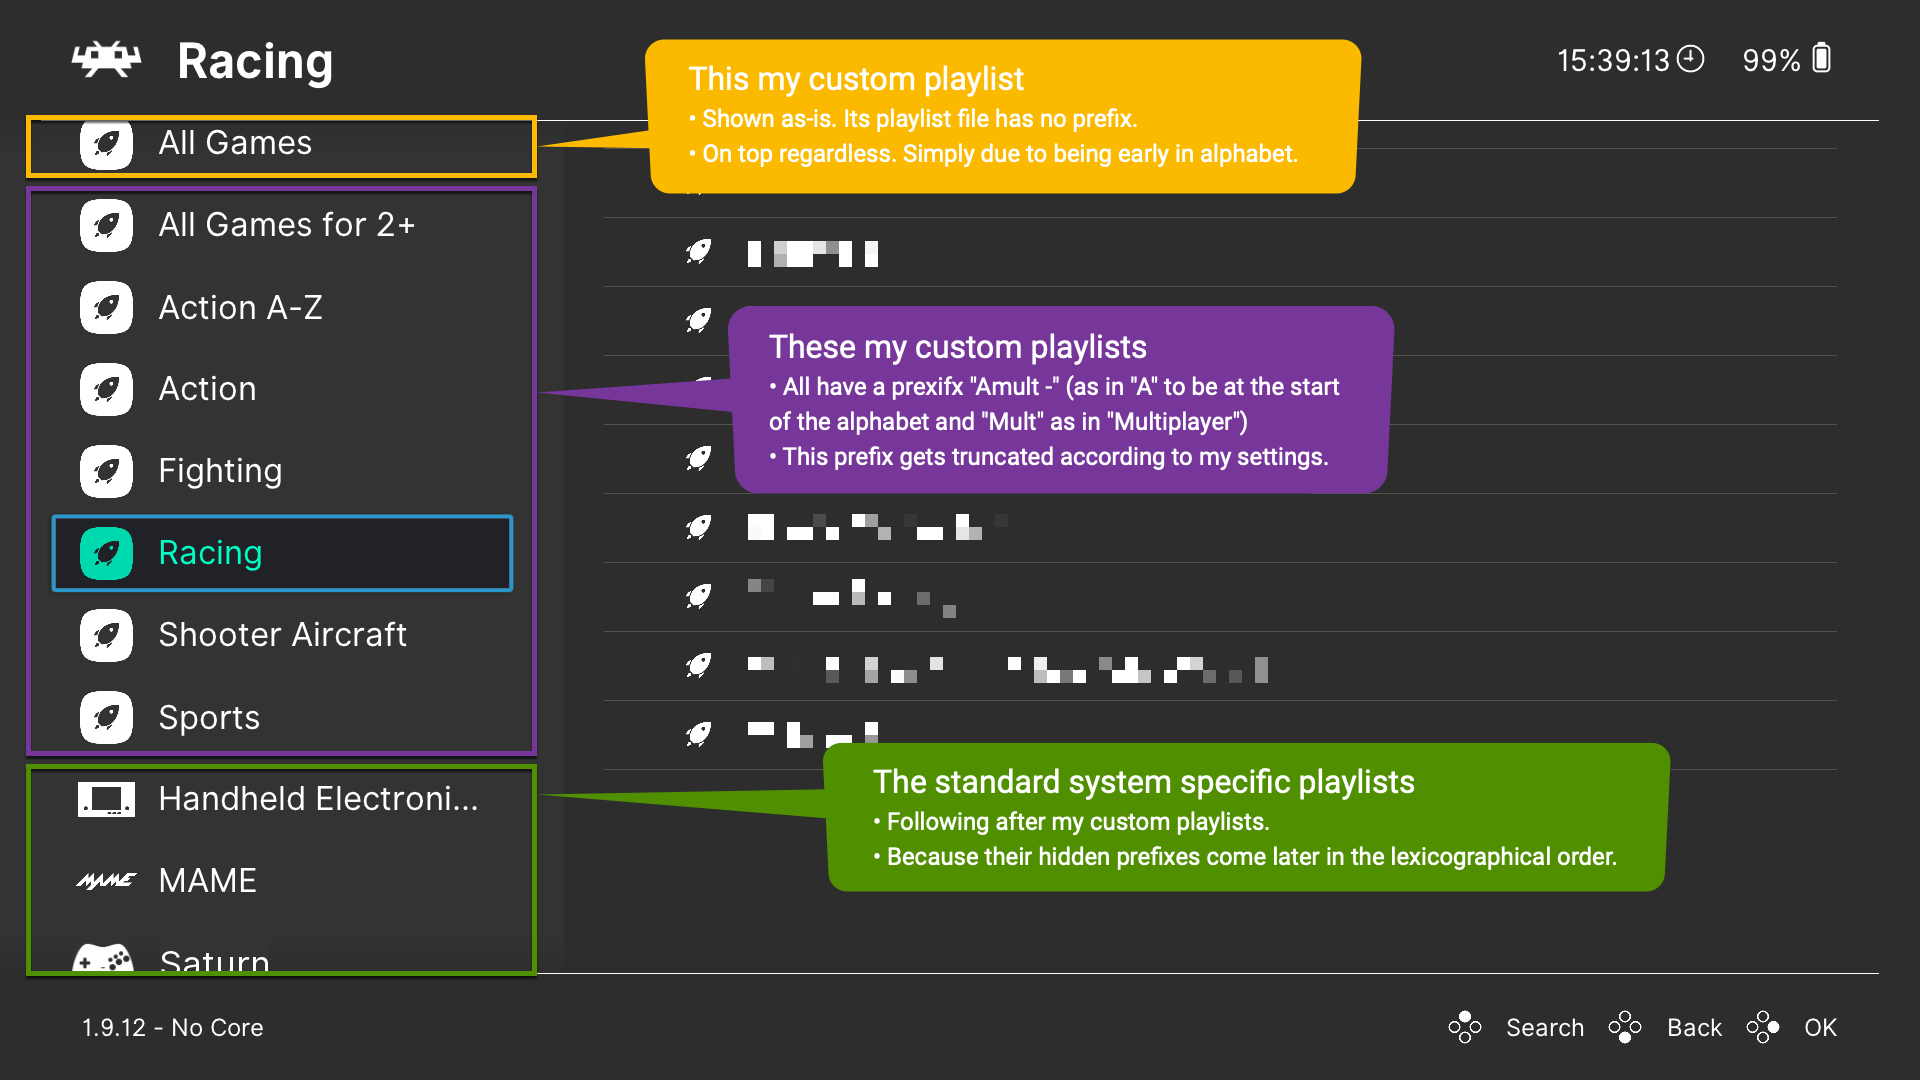 Racing
15:39:13
99%
All Games
All Games for 2+
Action A-Z
Action
Fighting
Racing
Shooter Aircraft
Sports
Handheld Electroni...
MAME
MAME
Saturn
This my custom playlist
• Shown as-is. Its playlist file has no prefix.
• On top regardless. Simply due to being early in alphabet.
These my custom playlists
• All have a prexifx "Amult -" (as in "A" to be at the start
of the alphabet and "Mult" as in "Multiplayer")
• This prefix gets truncated according to my settings.
The standard system specific playlists
• Following after my custom playlists.
• Because their hidden prefixes come later in the lexicographical order.
1.9.12 - No Core
Search
Back
OK